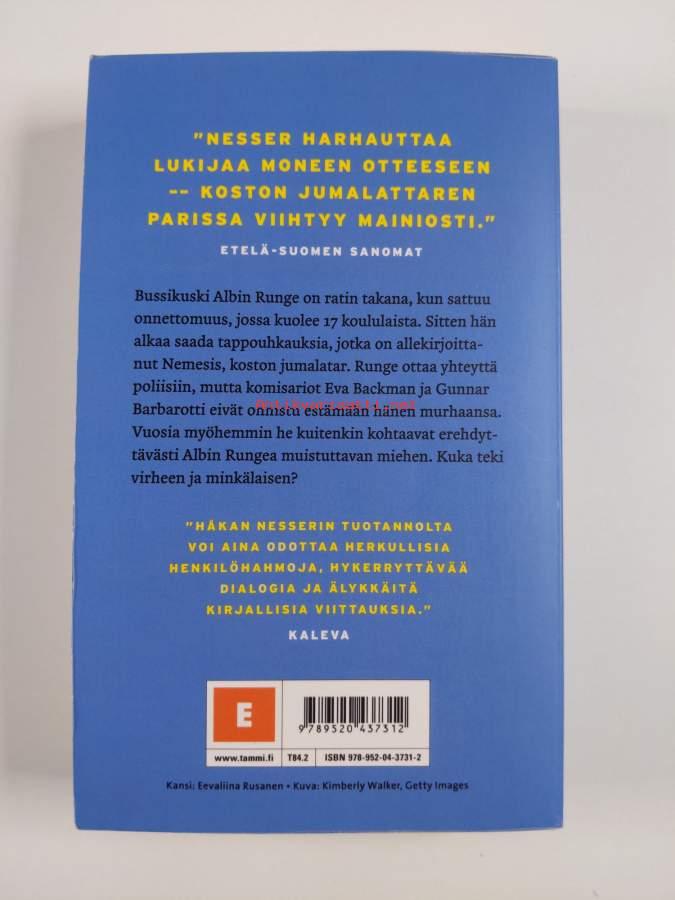 "NESSER HARHAUTTAA
LUKIJAA MONEEN OTTEESEEN
-- KOSTON JUMALATTAREN
PARISSA VIIHTYY MAINIOSTI."
ETELÄ-SUOMEN SANOMAT
Bussikuski Albin Runge on ratin takana, kun sattuu
onnettomuus, jossa kuolee 17 koululaista. Sitten hän
alkaa saada tappouhkauksia, jotka on allekirjoitta-
nut Nemesis, koston jumalatar. Runge ottaa yhteyttä
poliisiin, mutta komisariot Eva Backman ja Gunnar
Antikvariaatti.net
Barbarotti eivät onnistu estämään hänen murhaansa.
Vuosia myöhemmin he kuitenkin kohtaavat erehdyt-
tävästi Albin Rungea muistuttavan miehen. Kuka teki
virheen ja minkälaisen?
"HÅKAN NESSERIN TUOTANNOLTA
VOI AINA ODOTTAA HERKULLISIA
HENKILÖHAHMOJA, HYKERRYTTÄVÄÄ
DIALOGIA JA ÄLYKKÄITÄ
KIRJALLISIA VIITTAUKSIA."
KALEVA
E
9 789520 437312
www.tammi.fi T84.2 ISBN 978-952-04-3731-2
Kansi: Eevaliina Rusanen • Kuva: Kimberly Walker, Getty Images